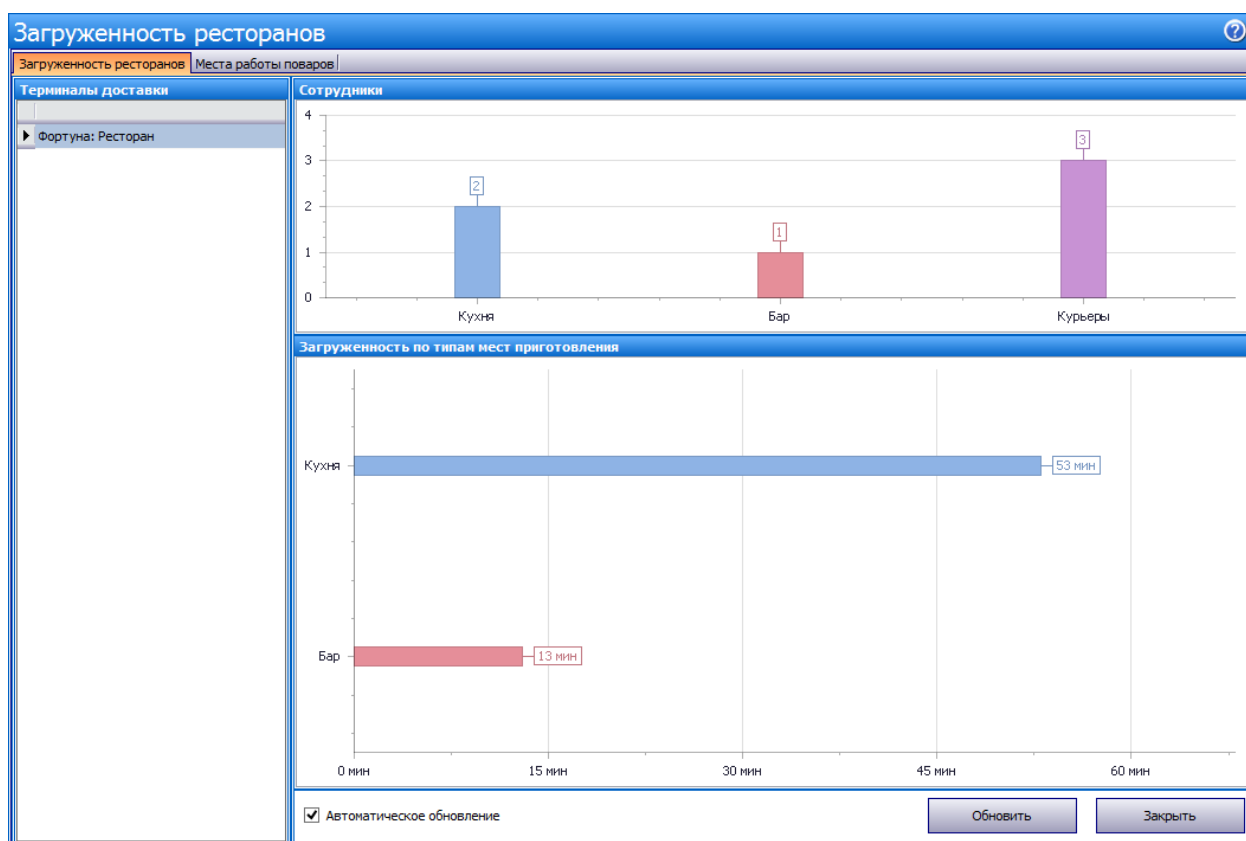 Загруженность ресторанов
Загруженность ресторанов Места работы поваров
Терминалы доставки
Фортуна: Ресторан
Сотрудники
4
3
2
1
0
2
1
3
Кухня Бар Курьеры
Загруженность по типам мест приготовления
Кухня 53 мин
Бар 13 мин
0 мин 15 мин 30 мин 45 мин 60 мин
Автоматическое обновление Обновить Закрыть